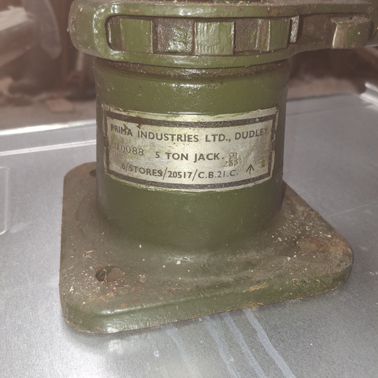 PRIMA INDUSTRIES LTD., DUDLEY
5 TON JACK.
6/STORES/20517/C.B.21.C.